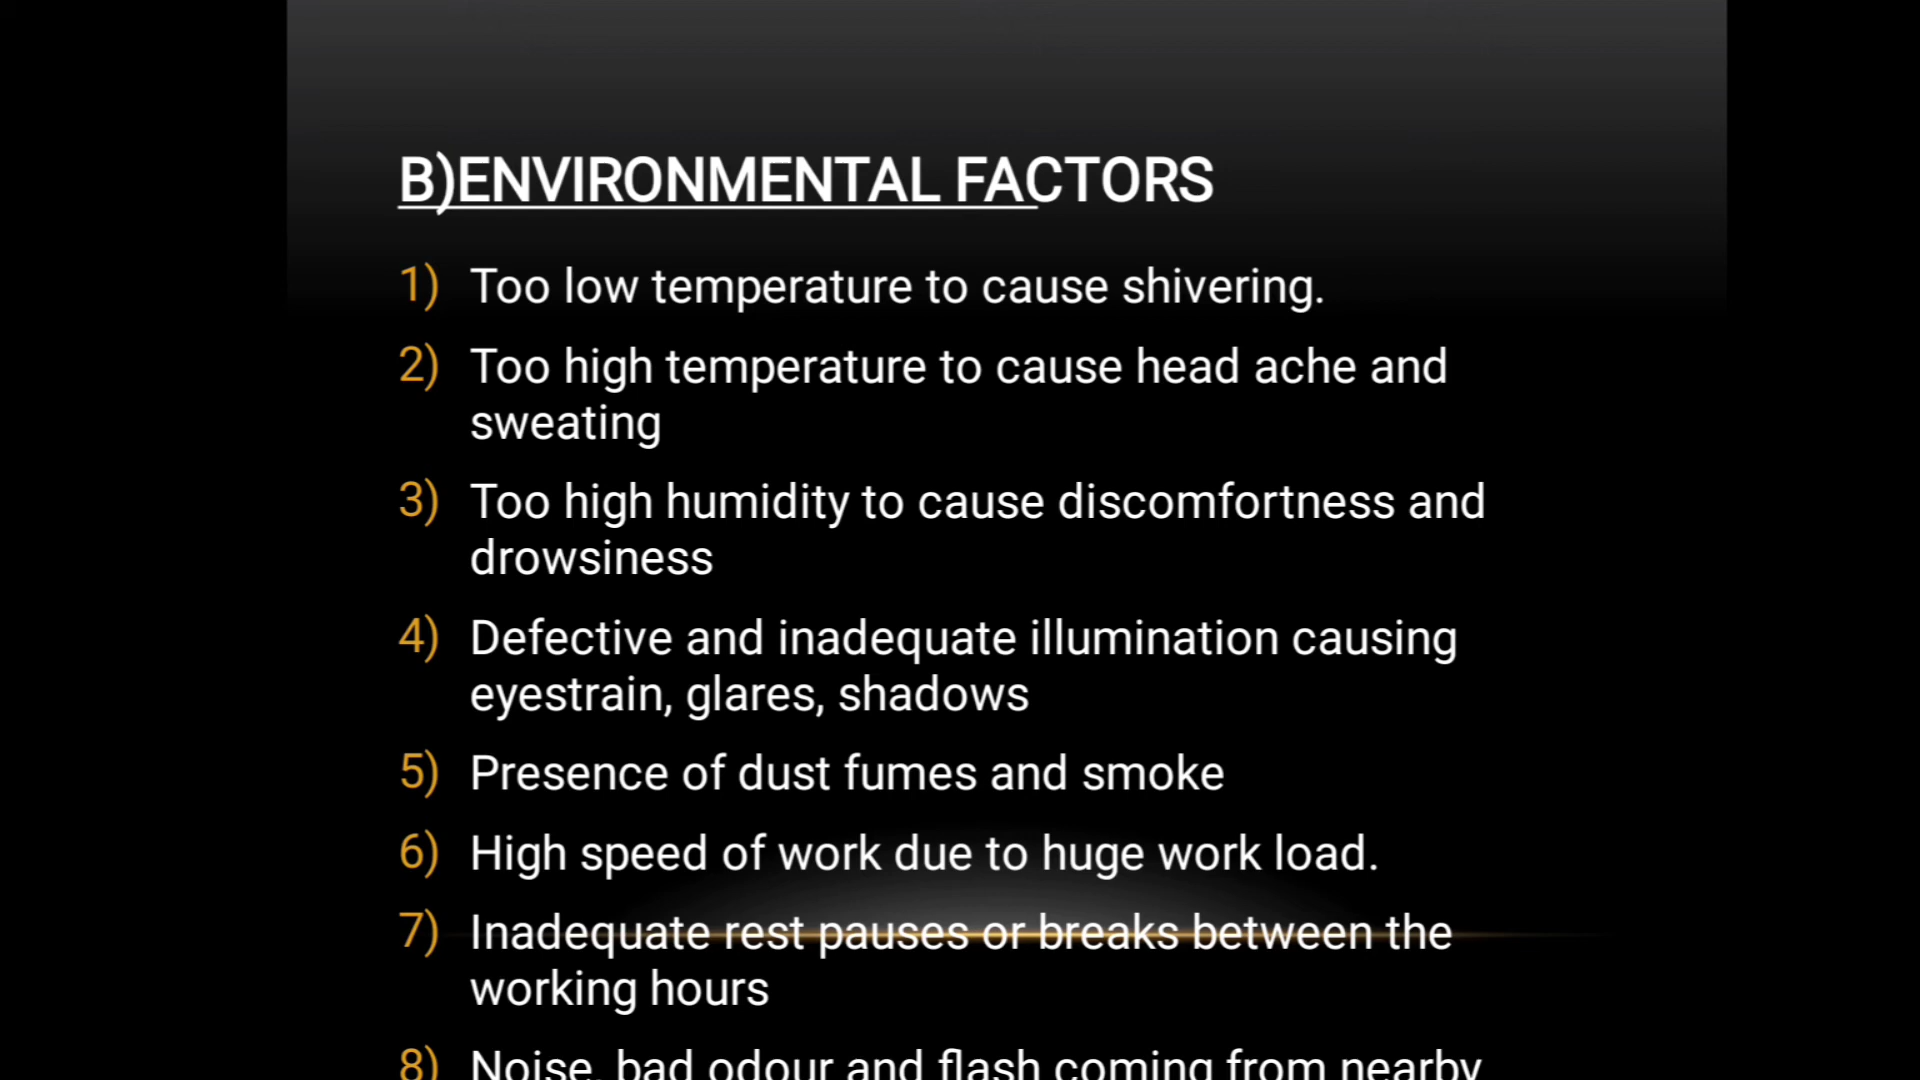 B)ENVIRONMENTAL FACTORS
1) Too low temperature to cause shivering.
2) Too high temperature to cause head ache and
sweating
3) Too high humidity to cause discomfortness and
drowsiness
4) Defective and inadequate illumination causing
eyestrain, glares, shadows
5) Presence of dust fumes and smoke
6) High speed of work due to huge work load.
7) Inadequate rest pauses or breaks between the
working hours
8) Noise, bad odour and flash coming from nearby